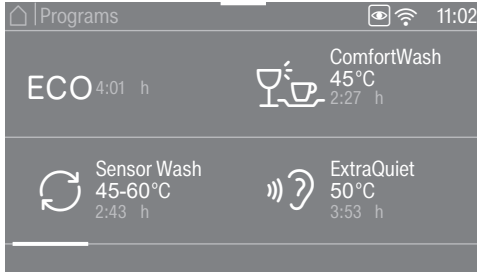 Programs 11:02
ECO 4:01 h
ComfortWash
45°C
2:27 h
Sensor Wash
45-60°C
2:43 h
ExtraQuiet
50°C
3:53 h